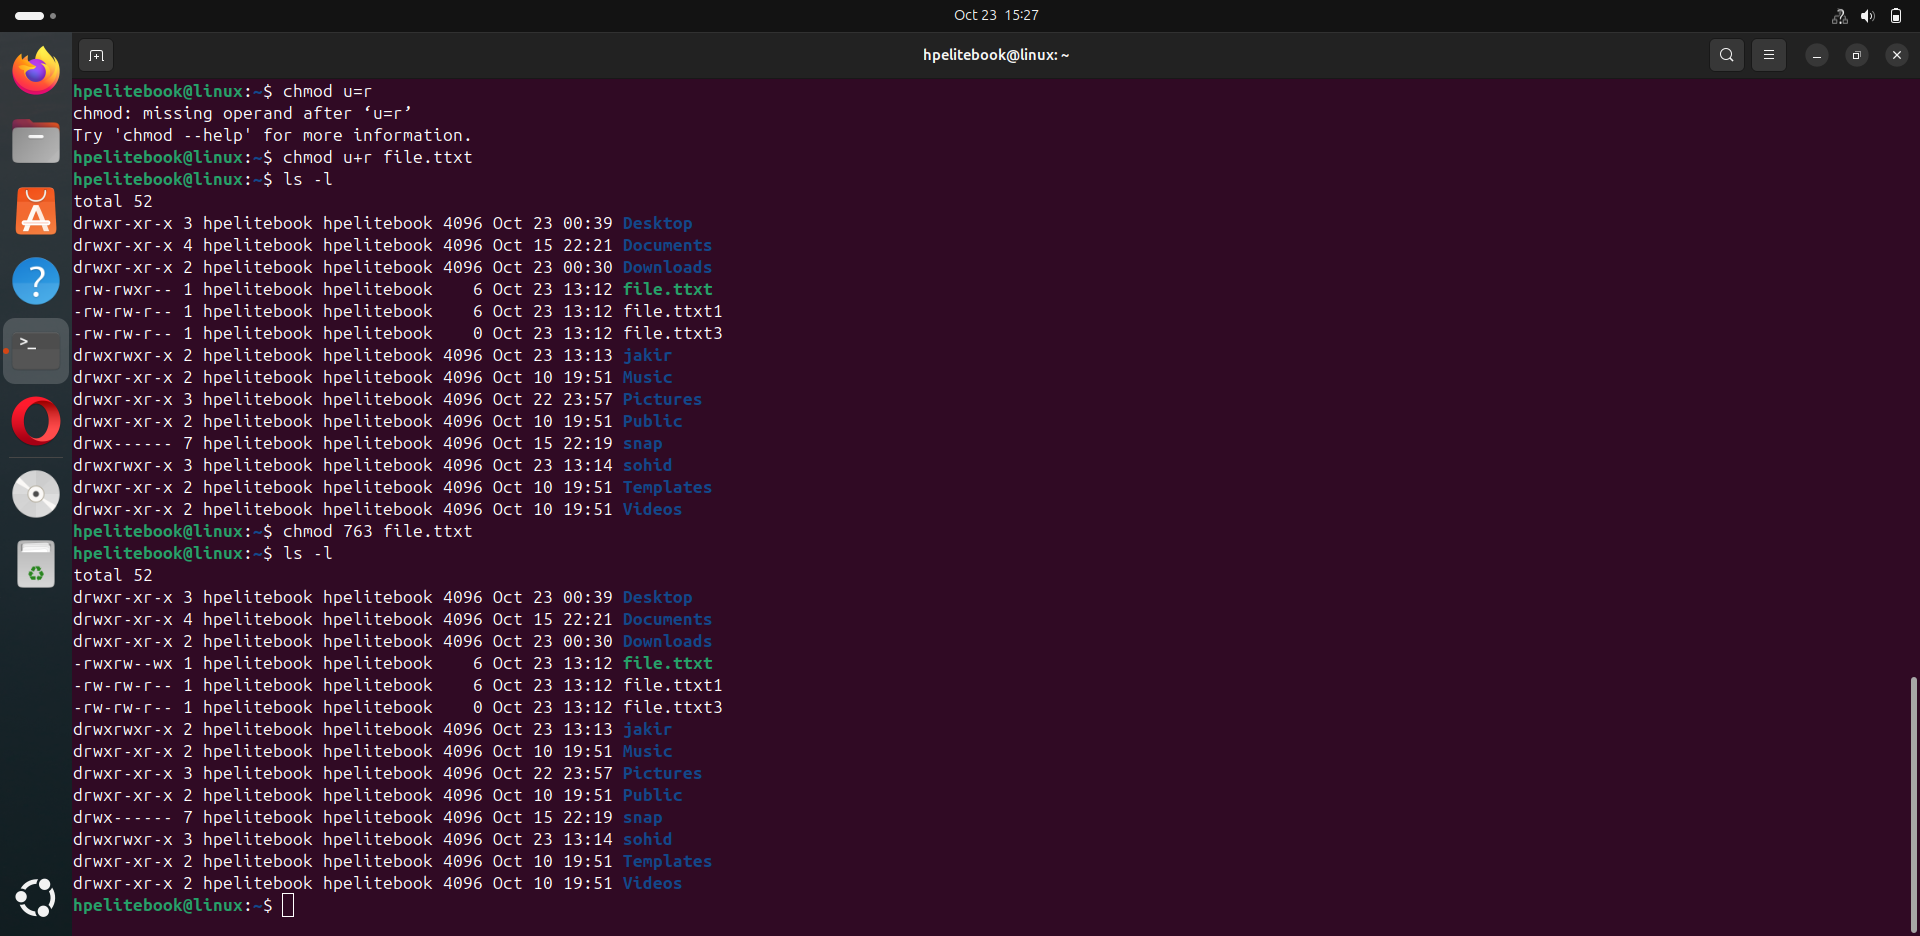 Oct 23 15:27
hpelitebook@linux: ~
hpelitebook@linux:~$ chmod u=r
chmod: missing operand after ‘u=r’
Try 'chmod --help' for more information.
hpelitebook@linux:~$ chmod u+r file.ttxt
hpelitebook@linux:~$ ls -l
total 52
drwxr-xr-x 3 hpelitebook hpelitebook 4096 Oct 23 00:39 Desktop
drwxr-xr-x 4 hpelitebook hpelitebook 4096 Oct 15 22:21 Documents
drwxr-xr-x 2 hpelitebook hpelitebook 4096 Oct 23 00:30 Downloads
-rw-rwxr-- 1 hpelitebook hpelitebook    6 Oct 23 13:12 file.ttxt
-rw-rw-r-- 1 hpelitebook hpelitebook    6 Oct 23 13:12 file.ttxt1
-rw-rw-r-- 1 hpelitebook hpelitebook    0 Oct 23 13:12 file.ttxt3
drwxrwxr-x 2 hpelitebook hpelitebook 4096 Oct 23 13:13 jakir
drwxr-xr-x 2 hpelitebook hpelitebook 4096 Oct 10 19:51 Music
drwxr-xr-x 3 hpelitebook hpelitebook 4096 Oct 22 23:57 Pictures
drwxr-xr-x 2 hpelitebook hpelitebook 4096 Oct 10 19:51 Public
drwx------ 7 hpelitebook hpelitebook 4096 Oct 15 22:19 snap
drwxrwxr-x 3 hpelitebook hpelitebook 4096 Oct 23 13:14 sohid
drwxr-xr-x 2 hpelitebook hpelitebook 4096 Oct 10 19:51 Templates
drwxr-xr-x 2 hpelitebook hpelitebook 4096 Oct 10 19:51 Videos
hpelitebook@linux:~$ chmod 763 file.ttxt
hpelitebook@linux:~$ ls -l
total 52
drwxr-xr-x 3 hpelitebook hpelitebook 4096 Oct 23 00:39 Desktop
drwxr-xr-x 4 hpelitebook hpelitebook 4096 Oct 15 22:21 Documents
drwxr-xr-x 2 hpelitebook hpelitebook 4096 Oct 23 00:30 Downloads
-rwxrw--wx 1 hpelitebook hpelitebook    6 Oct 23 13:12 file.ttxt
-rw-rw-r-- 1 hpelitebook hpelitebook    6 Oct 23 13:12 file.ttxt1
-rw-rw-r-- 1 hpelitebook hpelitebook    0 Oct 23 13:12 file.ttxt3
drwxrwxr-x 2 hpelitebook hpelitebook 4096 Oct 23 13:13 jakir
drwxr-xr-x 2 hpelitebook hpelitebook 4096 Oct 10 19:51 Music
drwxr-xr-x 3 hpelitebook hpelitebook 4096 Oct 22 23:57 Pictures
drwxr-xr-x 2 hpelitebook hpelitebook 4096 Oct 10 19:51 Public
drwx------ 7 hpelitebook hpelitebook 4096 Oct 15 22:19 snap
drwxrwxr-x 3 hpelitebook hpelitebook 4096 Oct 23 13:14 sohid
drwxr-xr-x 2 hpelitebook hpelitebook 4096 Oct 10 19:51 Templates
drwxr-xr-x 2 hpelitebook hpelitebook 4096 Oct 10 19:51 Videos
hpelitebook@linux:~$